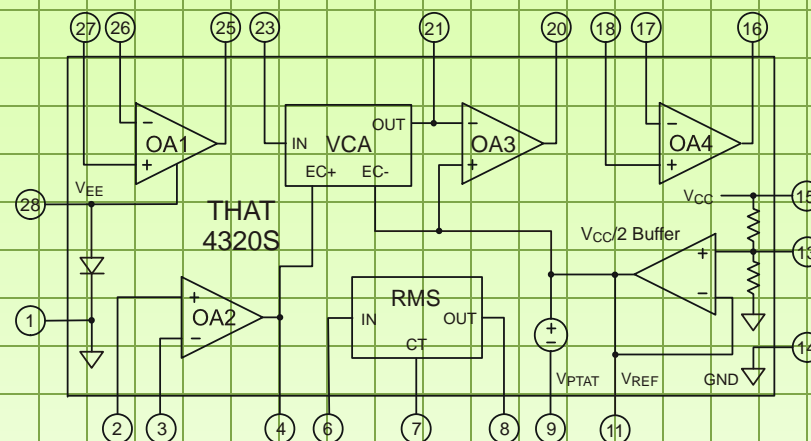 27 26 25 23 21 20 18 17 16
OA1
IN VCA OUT
EC+ EC-
OA3
OA4
28 VEE
THAT
4320S
VCC 15
VCC/2 Buffer
13
1
OA2
RMS
IN OUT
CT
VPTAT VREF GND 14
2 3 4 6 7 8 9 11